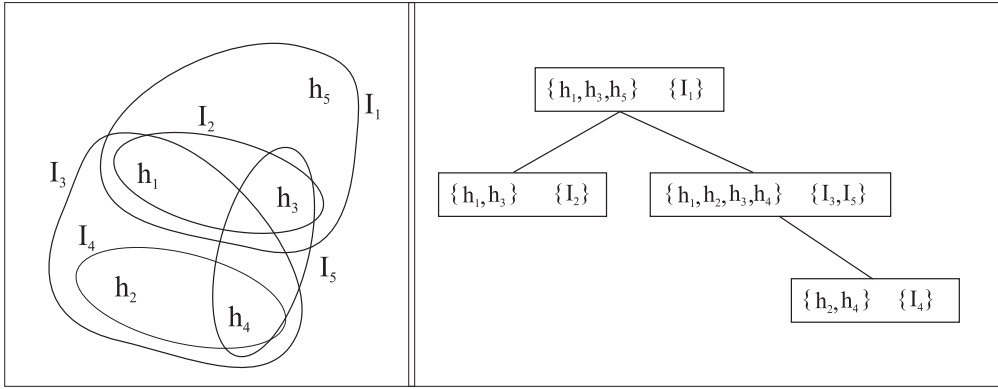 h₅
I₁
I₂
I₃
h₁
h₃
I₄
I₅
h₂
h₄
{h₁,h₃,h₅} {I₁}
{h₁,h₃} {I₂}
{h₁,h₂,h₃,h₄} {I₃,I₅}
{h₂,h₄} {I₄}